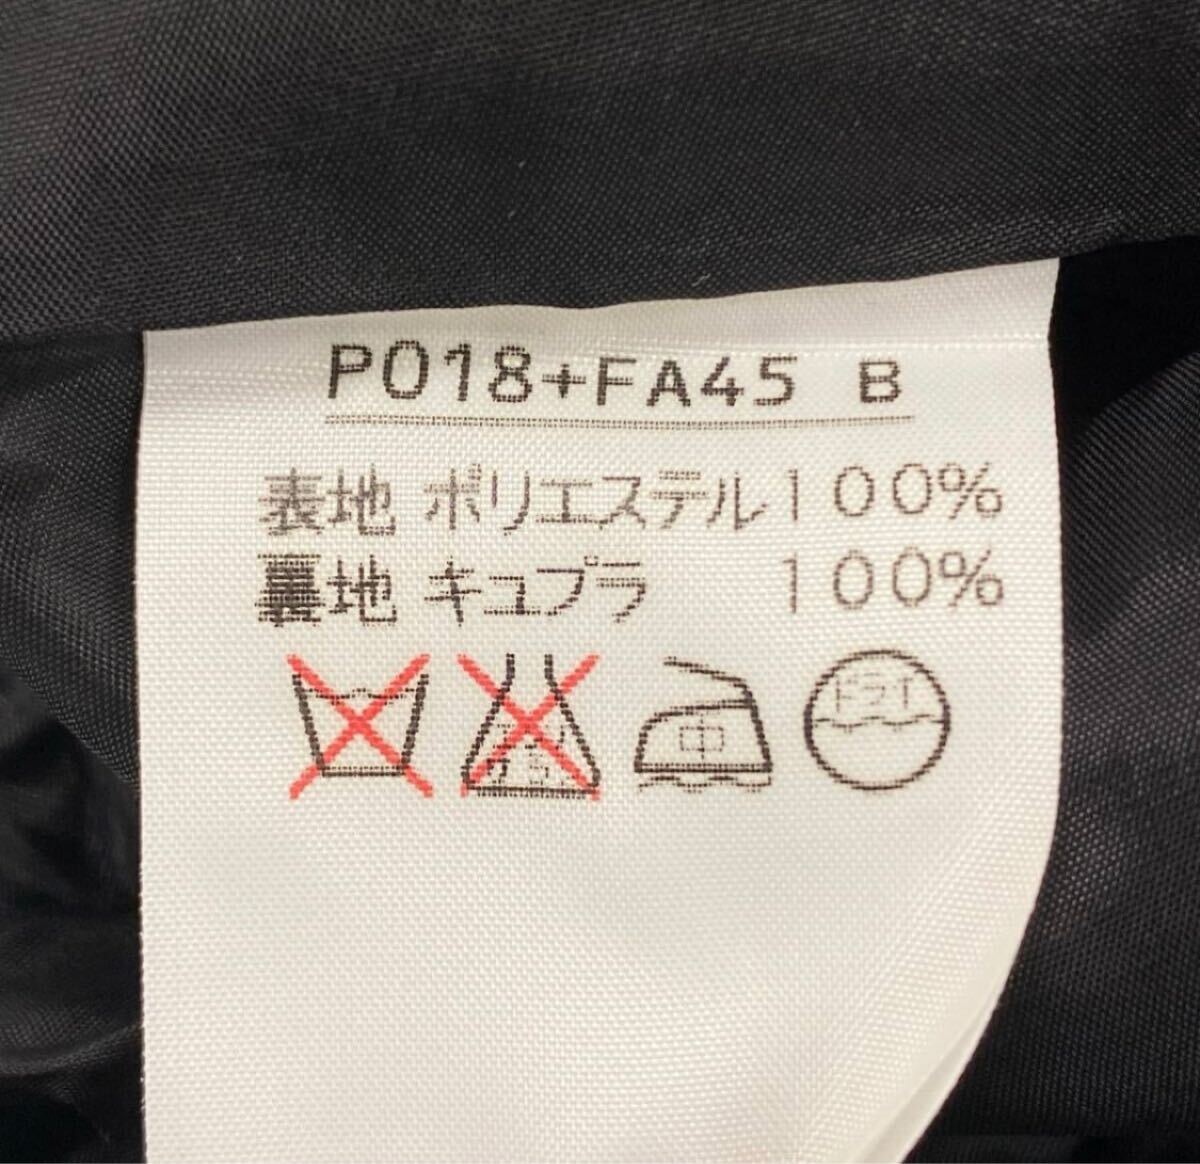 P018+FA45 B
表地 ポリエステル100%
裏地 キュプラ 100%
中 ドライ